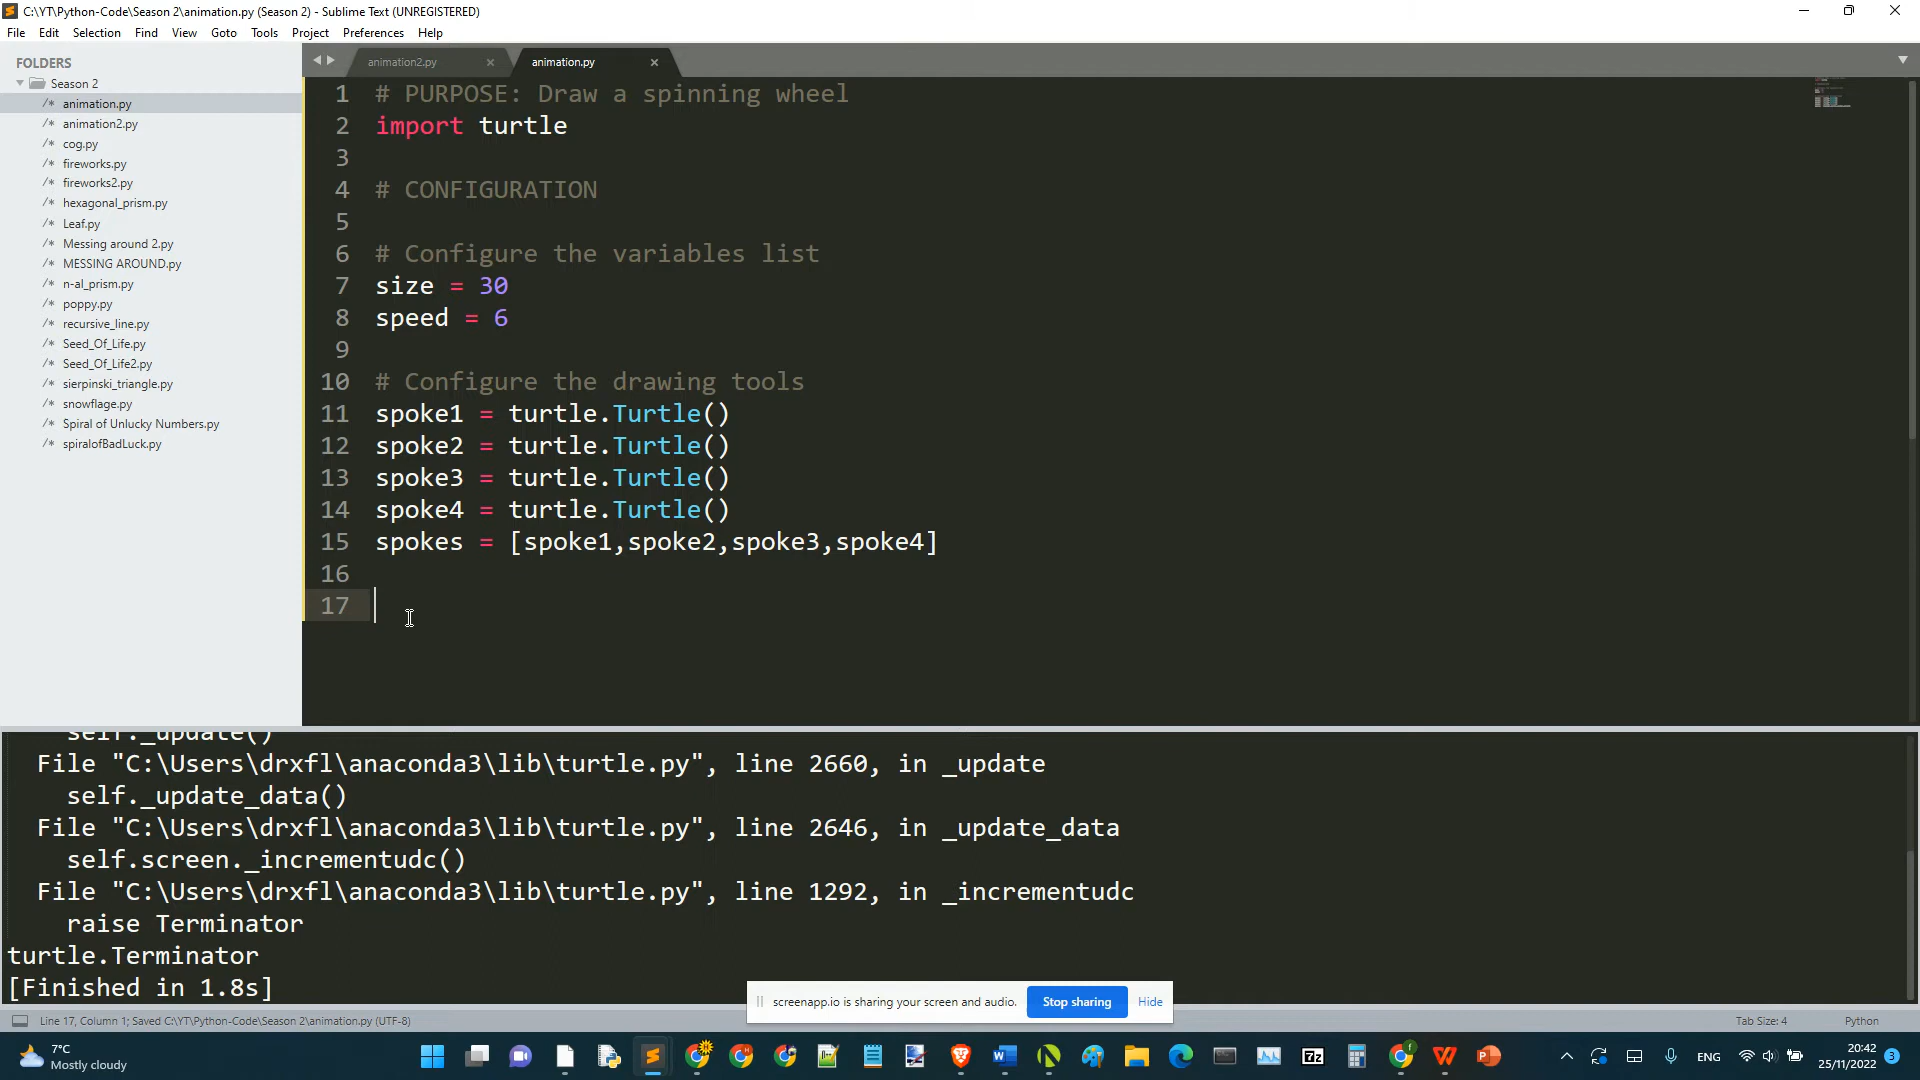 C:\YT\Python-Code\Season 2\animation.py (Season 2) - Sublime Text (UNREGISTERED)
File Edit Selection Find View Goto Tools Project Preferences Help
FOLDERS
Season 2
/* animation.py
/* animation2.py
/* cog.py
/* fireworks.py
/* fireworks2.py
/* hexagonal_prism.py
/* Leaf.py
/* Messing around 2.py
/* MESSING AROUND.py
/* n-al_prism.py
/* poppy.py
/* recursive_line.py
/* Seed_Of_Life.py
/* Seed_Of_Life2.py
/* sierpinski_triangle.py
/* snowflage.py
/* Spiral of Unlucky Numbers.py
/* spiralofBadLuck.py
animation2.py
animation.py
1 # PURPOSE: Draw a spinning wheel
2 import turtle
3
4 # CONFIGURATION
5
6 # Configure the variables list
7 size = 30
8 speed = 6
9
10 # Configure the drawing tools
11 spoke1 = turtle.Turtle()
12 spoke2 = turtle.Turtle()
13 spoke3 = turtle.Turtle()
14 spoke4 = turtle.Turtle()
15 spokes = [spoke1,spoke2,spoke3,spoke4]
16
17
self._update()
File "C:\Users\drxfl\anaconda3\lib\turtle.py", line 2660, in _update
self._update_data()
File "C:\Users\drxfl\anaconda3\lib\turtle.py", line 2646, in _update_data
self.screen._incrementudc()
File "C:\Users\drxfl\anaconda3\lib\turtle.py", line 1292, in _incrementudc
raise Terminator
turtle.Terminator
[Finished in 1.8s]
screenapp.io is sharing your screen and audio. Stop sharing Hide
Line 17, Column 1; Saved C:\YT\Python-Code\Season 2\animation.py (UTF-8)
Tab Size: 4 Python
7°C
Mostly cloudy
7z
ENG
20:42
25/11/2022
3